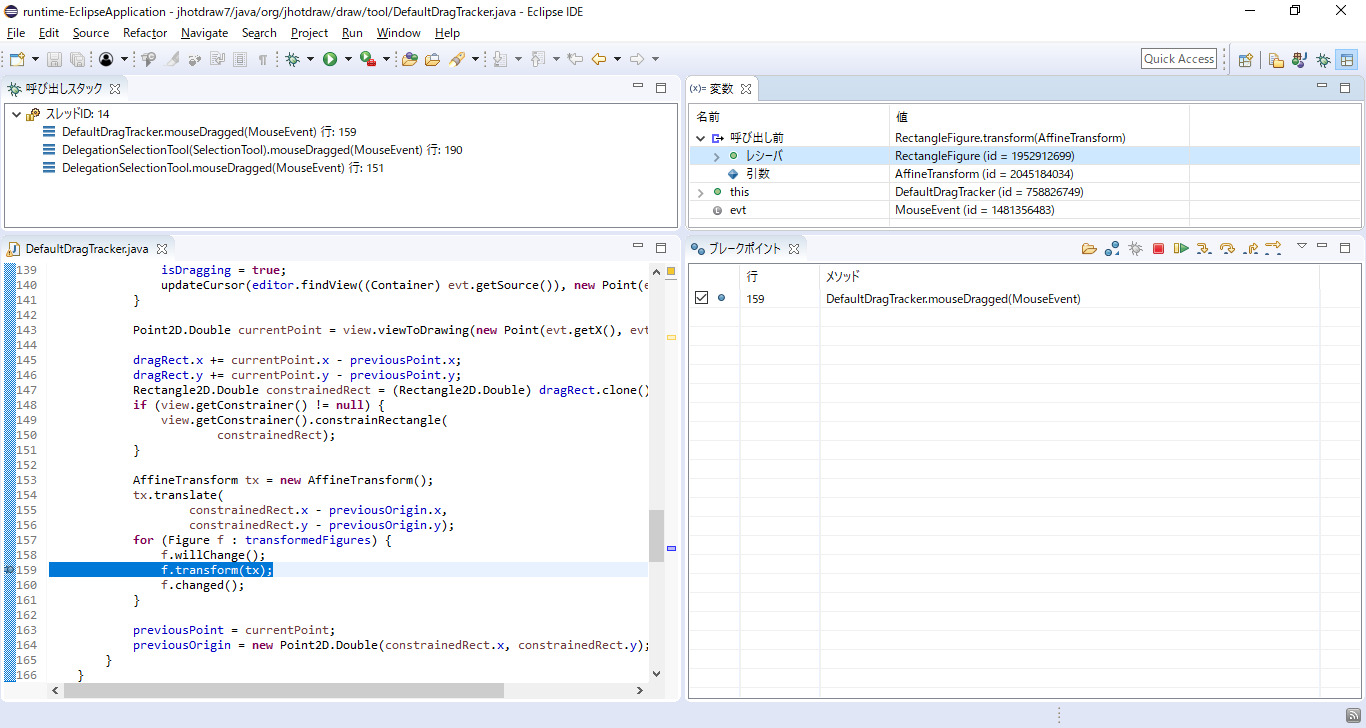 runtime-EclipseApplication - jhotdraw7/java/org/jhotdraw/draw/tool/DefaultDragTracker.java - Eclipse IDE
File Edit Source Refactor Navigate Search Project Run Window Help
Quick Access
呼び出しスタック
スレッドID: 14
DefaultDragTracker.mouseDragged(MouseEvent) 行: 159
DelegationSelectionTool(SelectionTool).mouseDragged(MouseEvent) 行: 190
DelegationSelectionTool.mouseDragged(MouseEvent) 行: 151
(x)= 変数
名前 値
呼び出し前 RectangleFigure.transform(AffineTransform)
レシーバ RectangleFigure (id = 1952912699)
引数 AffineTransform (id = 2045184034)
this DefaultDragTracker (id = 758826749)
evt MouseEvent (id = 1481356483)
DefaultDragTracker.java
139 isDragging = true;
140 updateCursor(editor.findView((Container) evt.getSource()), new Point(e
141 }
142
143 Point2D.Double currentPoint = view.viewToDrawing(new Point(evt.getX(), evt
144
145 dragRect.x += currentPoint.x - previousPoint.x;
146 dragRect.y += currentPoint.y - previousPoint.y;
147 Rectangle2D.Double constrainedRect = (Rectangle2D.Double) dragRect.clone()
148 if (view.getConstrainer() != null) {
149 view.getConstrainer().constrainRectangle(
150 constrainedRect);
151 }
152
153 AffineTransform tx = new AffineTransform();
154 tx.translate(
155 constrainedRect.x - previousOrigin.x,
156 constrainedRect.y - previousOrigin.y);
157 for (Figure f : transformedFigures) {
158 f.willChange();
159 f.transform(tx);
160 f.changed();
161 }
162
163 previousPoint = currentPoint;
164 previousOrigin = new Point2D.Double(constrainedRect.x, constrainedRect.y);
165 }
166 }
ブレークポイント
行 メソッド
159 DefaultDragTracker.mouseDragged(MouseEvent)